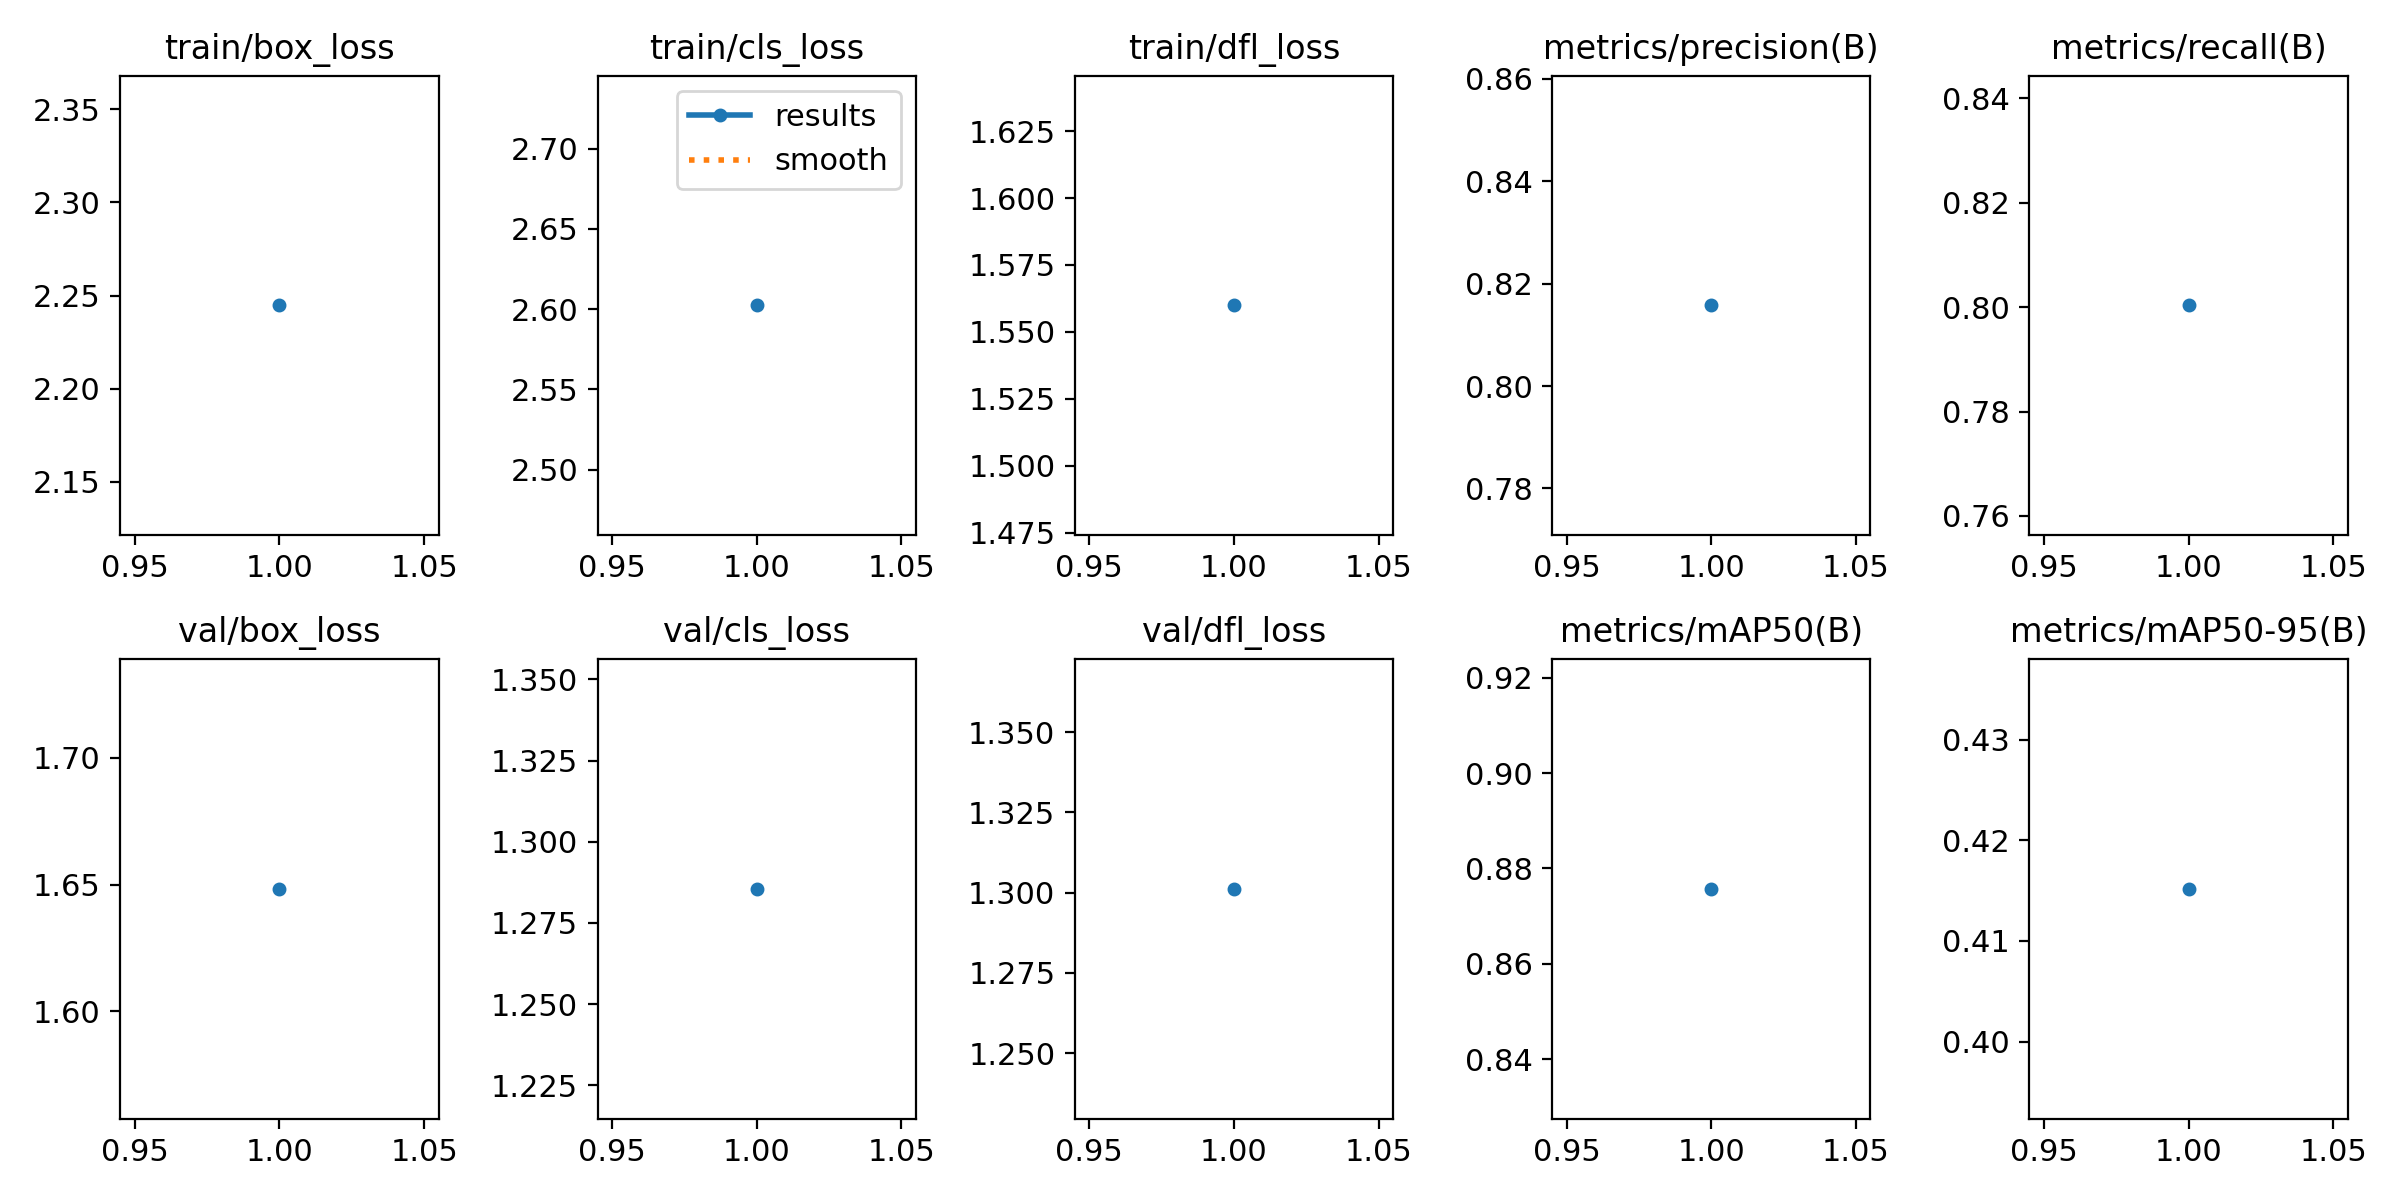 train/box_loss
2.35
2.30
2.25
2.20
2.15
0.95 1.00 1.05
train/cls_loss
results
smooth
2.70
2.65
2.60
2.55
2.50
0.95 1.00 1.05
train/dfl_loss
1.625
1.600
1.575
1.550
1.525
1.500
1.475
0.95 1.00 1.05
metrics/precision(B)
0.86
0.84
0.82
0.80
0.78
0.95 1.00 1.05
metrics/recall(B)
0.84
0.82
0.80
0.78
0.76
0.95 1.00 1.05
val/box_loss
1.70
1.65
1.60
0.95 1.00 1.05
val/cls_loss
1.350
1.325
1.300
1.275
1.250
1.225
0.95 1.00 1.05
val/dfl_loss
1.350
1.325
1.300
1.275
1.250
0.95 1.00 1.05
metrics/mAP50(B)
0.92
0.90
0.88
0.86
0.84
0.95 1.00 1.05
metrics/mAP50-95(B)
0.43
0.42
0.41
0.40
0.95 1.00 1.05